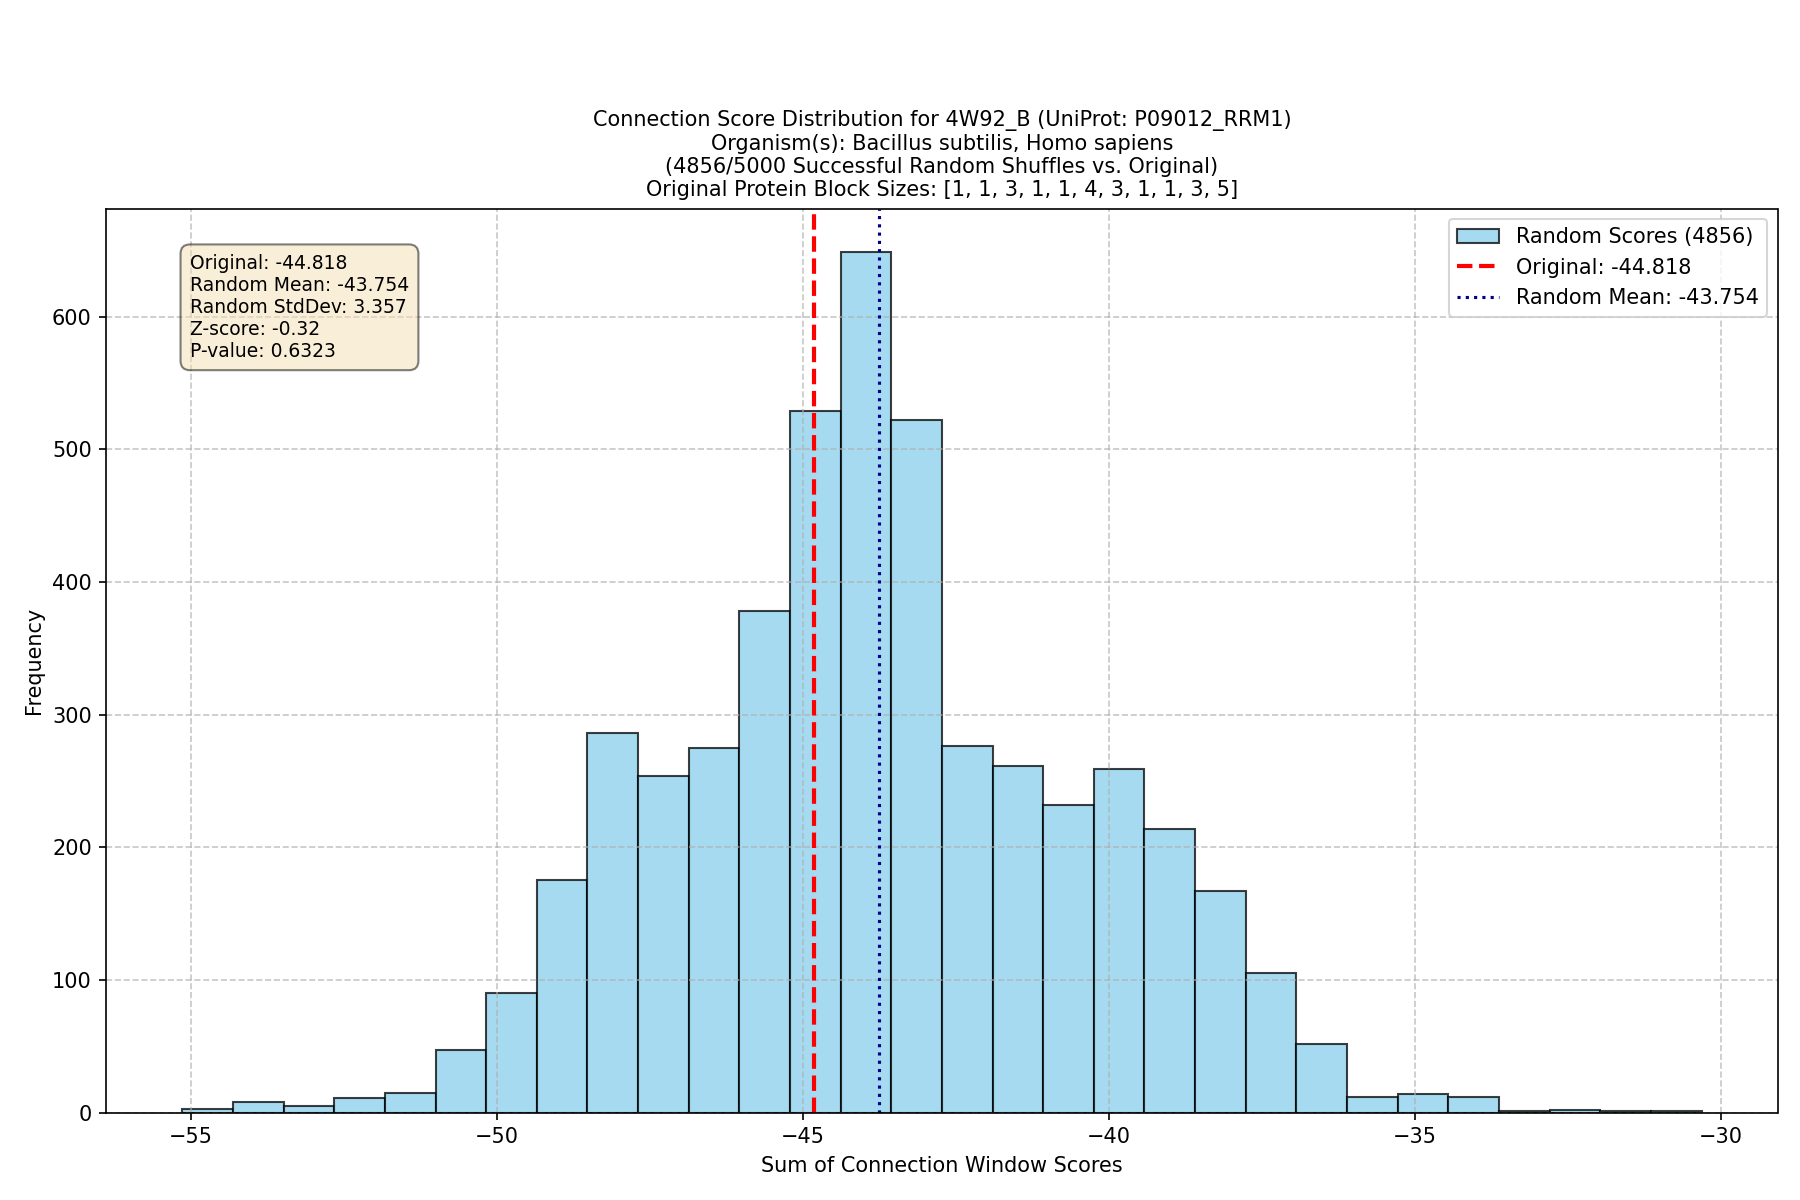 Connection Score Distribution for 4W92_B (UniProt: P09012_RRM1)
Organism(s): Bacillus subtilis, Homo sapiens
(4856/5000 Successful Random Shuffles vs. Original)
Original Protein Block Sizes: [1, 1, 3, 1, 1, 4, 3, 1, 1, 3, 5]
Original: -44.818
Random Mean: -43.754
Random StdDev: 3.357
Z-score: -0.32
P-value: 0.6323
Random Scores (4856)
Original: -44.818
Random Mean: -43.754
Frequency
600
500
400
300
200
100
0
−55
−50
−45
−40
−35
−30
Sum of Connection Window Scores